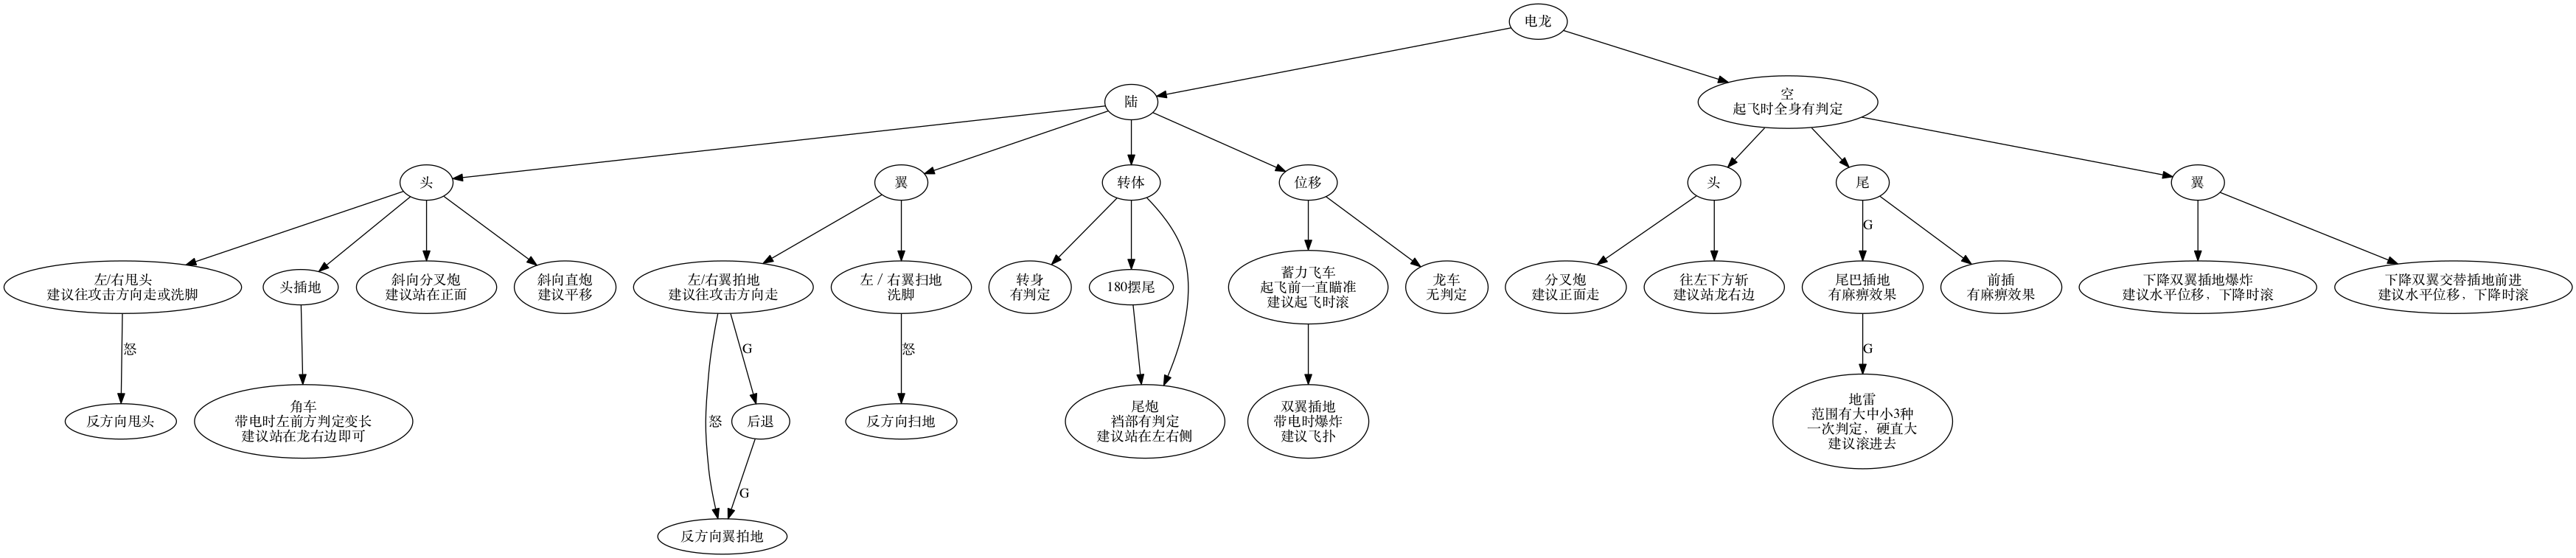 电龙
陆
空
起飞时全身有判定
头
翼
转体
位移
头
尾
翼
G
左/右甩头
建议往攻击方向走或洗脚
头插地
斜向分叉炮
建议站在正面
斜向直炮
建议平移
左/右翼拍地
建议往攻击方向走
左／右翼扫地
洗脚
转身
有判定
180摆尾
蓄力飞车
起飞前一直瞄准
建议起飞时滚
龙车
无判定
分叉炮
建议正面走
往左下方斩
建议站龙右边
尾巴插地
有麻痹效果
前插
有麻痹效果
下降双翼插地爆炸
建议水平位移，下降时滚
下降双翼交替插地前进
建议水平位移，下降时滚
怒
G
怒
G
反方向甩头
角车
带电时左前方判定变长
建议站在龙右边即可
怒
后退
反方向扫地
尾炮
裆部有判定
建议站在左右侧
双翼插地
带电时爆炸
建议飞扑
地雷
范围有大中小3种
一次判定，硬直大
建议滚进去
G
反方向翼拍地